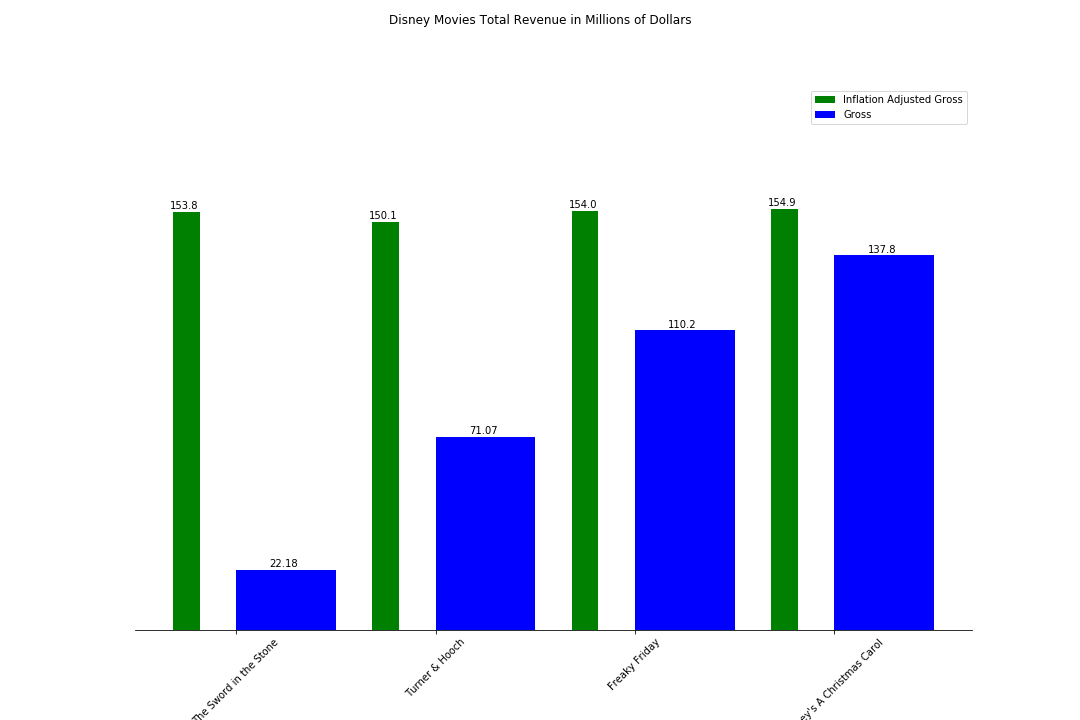 Disney Movies Total Revenue in Millions of Dollars
Inflation Adjusted Gross
Gross
153.8
150.1
154.0
154.9
137.8
110.2
71.07
22.18
The Sword in the Stone
Turner & Hooch
Freaky Friday
A Christmas Carol